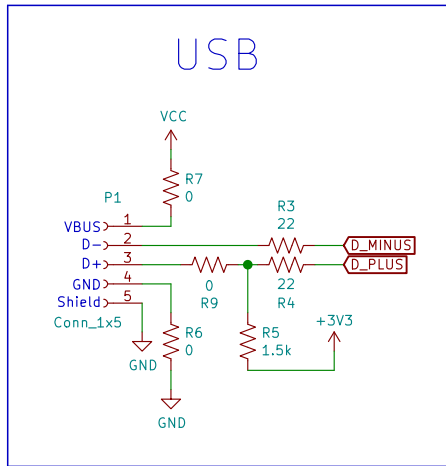 USB
VCC
R7
0
P1
VBUS 1
D- 2
D+ 3
GND 4
Shield 5
Conn_1x5
R3
22
D_MINUS
D_PLUS
0
R9
22
R4
R6
0
R5
1.5k
+3V3
GND
GND